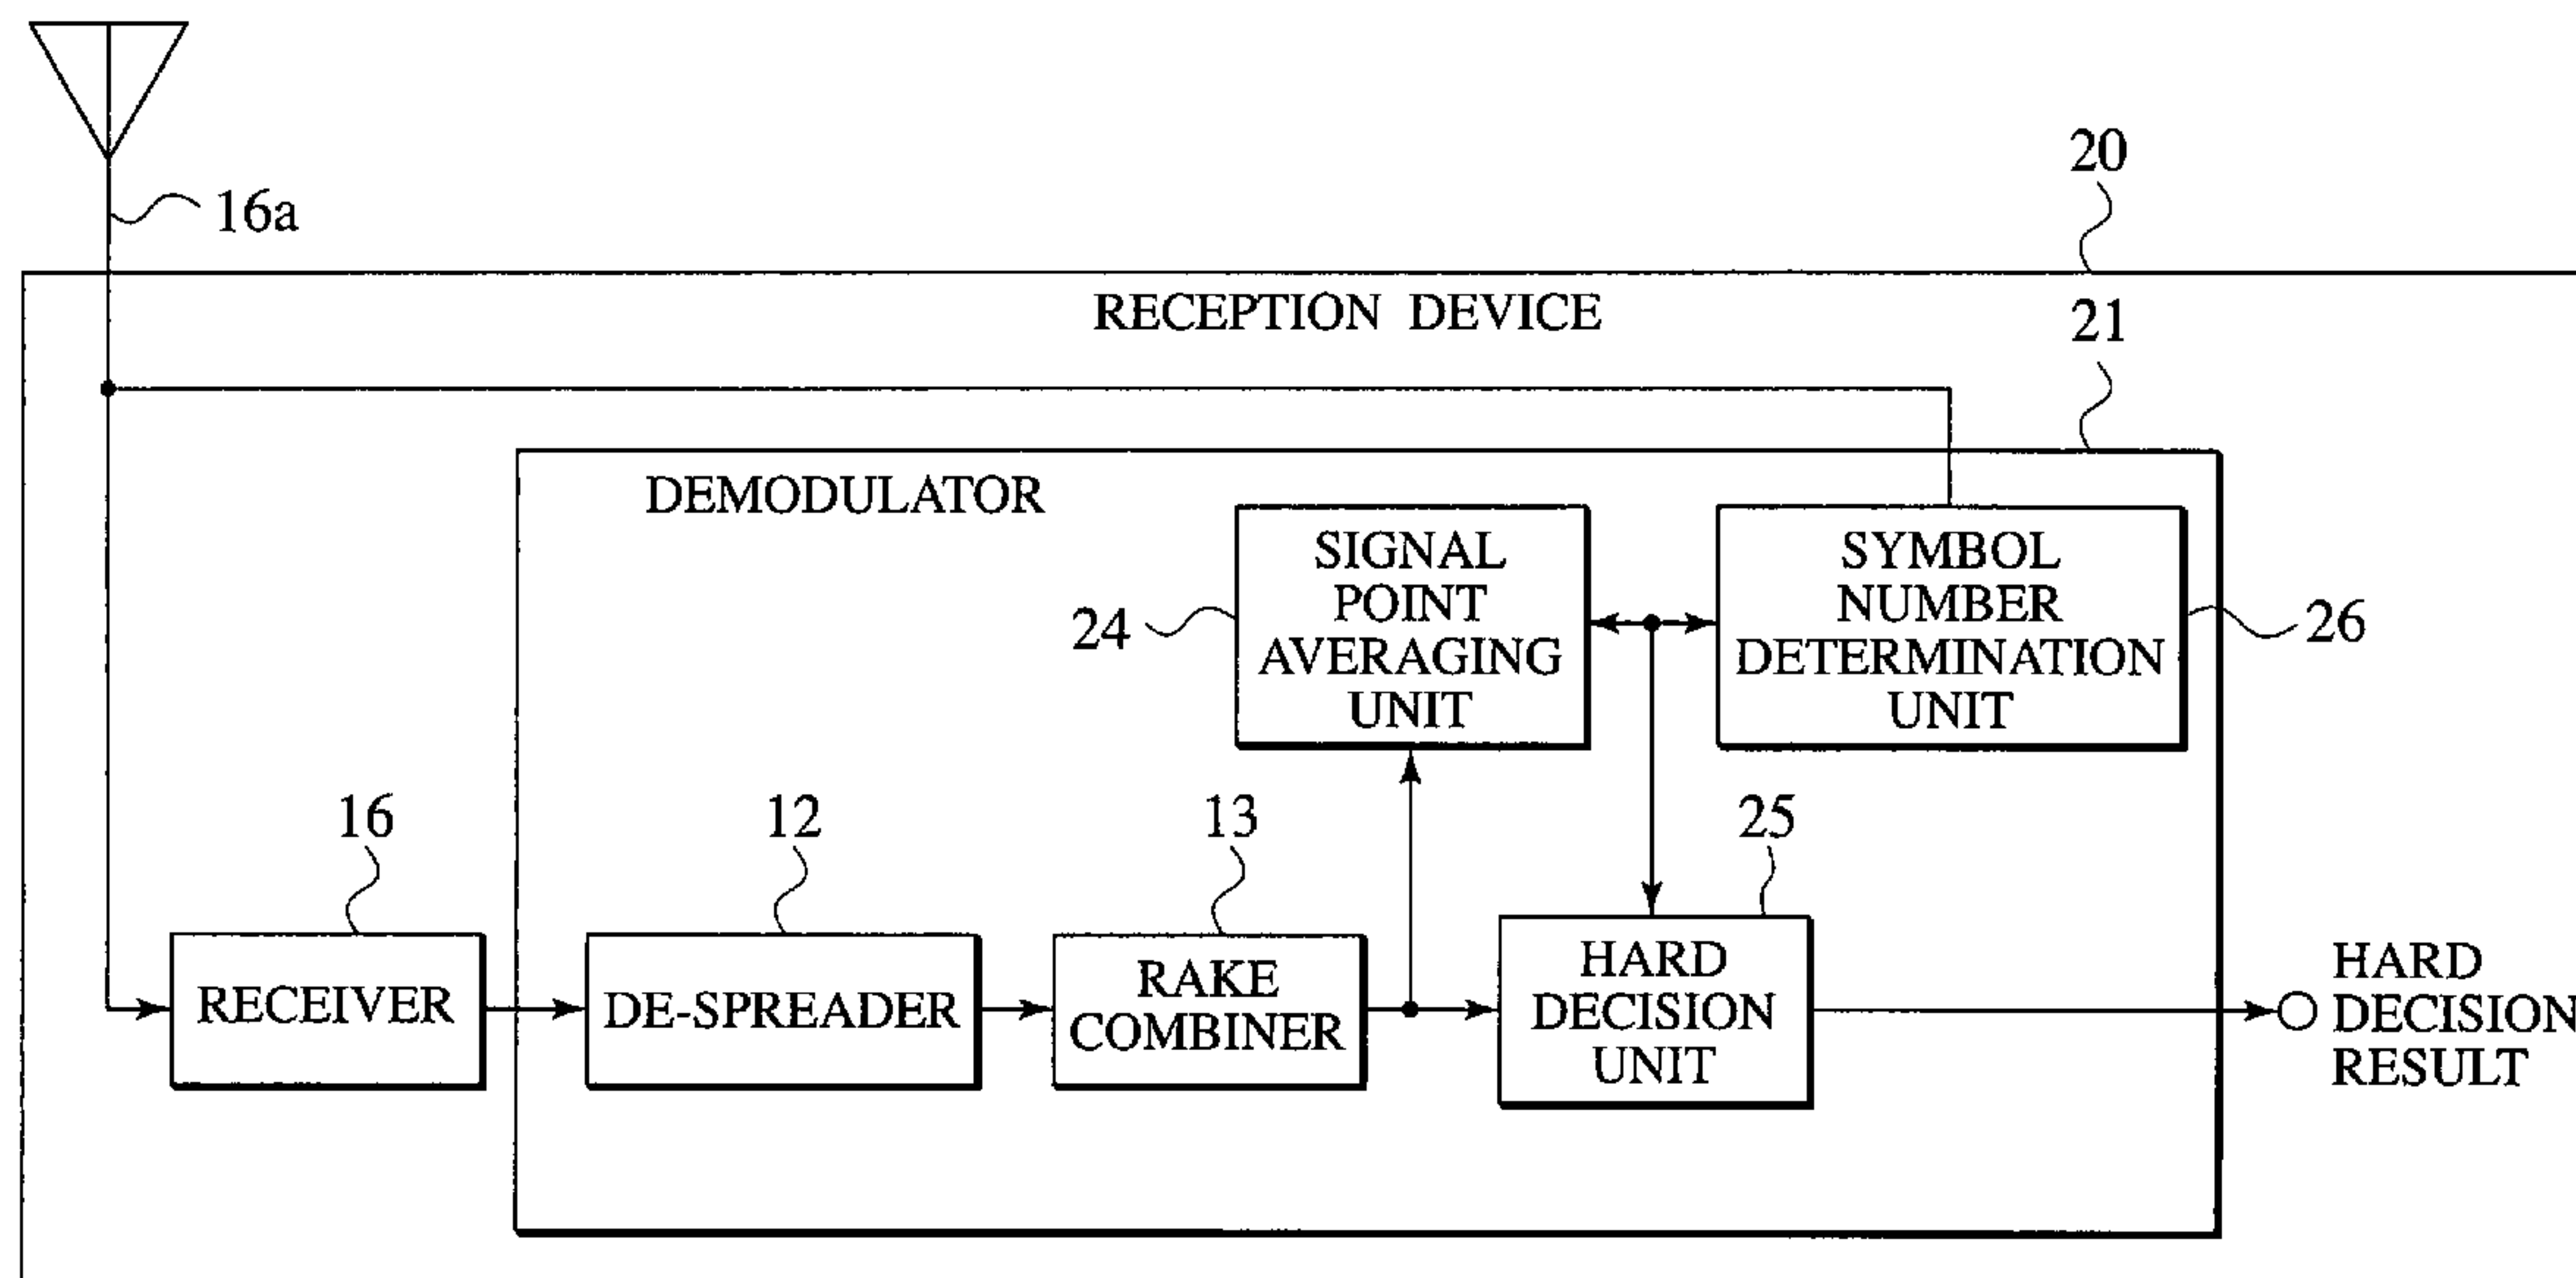 20
16a
RECEPTION DEVICE
21
DEMODULATOR
SIGNAL
POINT
AVERAGING
UNIT
24
SYMBOL
NUMBER
DETERMINATION
UNIT
26
16
12
13
25
RECEIVER
DE-SPREADER
RAKE
COMBINER
HARD
DECISION
UNIT
HARD
DECISION
RESULT